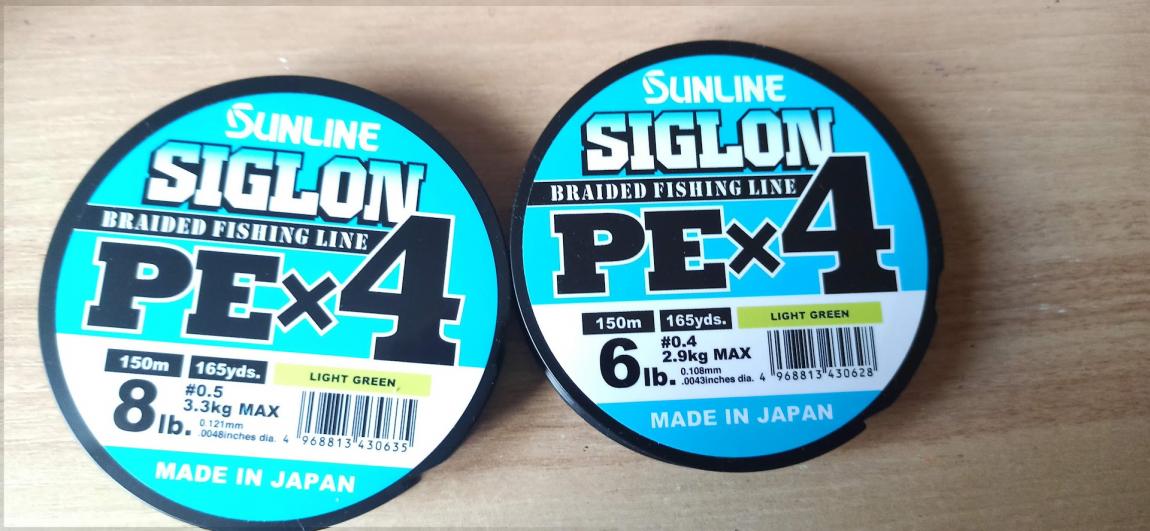 SUNLINE
SIGLON
BRAIDED FISHING LINE
PE×4
150m 165yds. LIGHT GREEN
8lb. #0.5
3.3kg MAX
0.121mm
.0048inches dia.
4 968813 430635
MADE IN JAPAN
SUNLINE
SIGLON
BRAIDED FISHING LINE
PE×4
150m 165yds. LIGHT GREEN
6lb. #0.4
2.9kg MAX
0.108mm
.0043inches dia.
4 968813 430628
MADE IN JAPAN